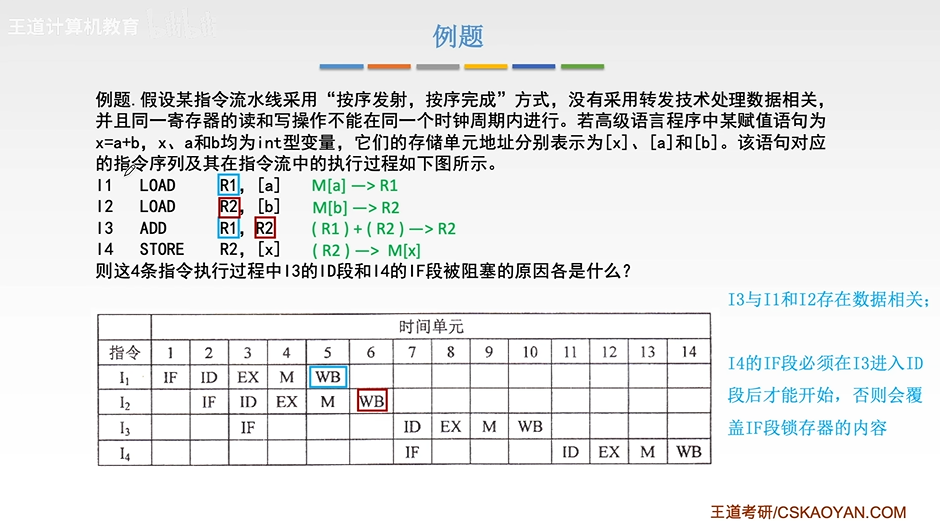 王道计算机教育
例题
例题.假设某指令流水线采用“按序发射，按序完成”方式，没有采用转发技术处理数据相关，
并且同一寄存器的读和写操作不能在同一个时钟周期内进行。若高级语言程序中某赋值语句为
x=a+b，x、a和b均为int型变量，它们的存储单元地址分别表示为[x]、[a]和[b]。该语句对应
的指令序列及其在指令流中的执行过程如下图所示。
I1 LOAD R1，[a] M[a] —> R1
I2 LOAD R2，[b] M[b] —> R2
I3 ADD R1，R2 ( R1 ) + ( R2 ) —> R2
I4 STORE R2，[x] ( R2 ) —> M[x]
则这4条指令执行过程中I3的ID段和I4的IF段被阻塞的原因各是什么？
I3与I1和I2存在数据相关；
I4的IF段必须在I3进入ID
段后才能开始，否则会覆
盖IF段锁存器的内容
时间单元
指令 1 2 3 4 5 6 7 8 9 10 11 12 13 14
I₁ IF ID EX M WB
I₂ IF ID EX M WB
I₃ IF ID EX M WB
I₄ IF ID EX M WB
王道考研/CSKAOYAN.COM